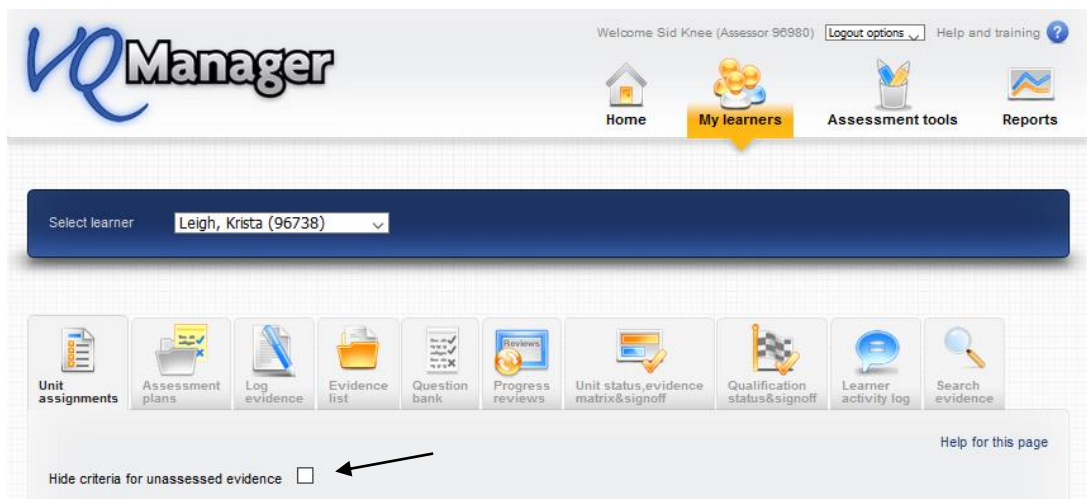 VQManager
Welcome Sid Knee (Assessor 96980) Logout options Help and training ?
Home My learners Assessment tools Reports
Select learner Leigh, Krista (96738)
Unit assignments
Assessment plans
Log evidence
Evidence list
Question bank
Reviews
Progress reviews
Unit status,evidence matrix&signoff
Qualification status&signoff
Learner activity log
Search evidence
Help for this page
Hide criteria for unassessed evidence